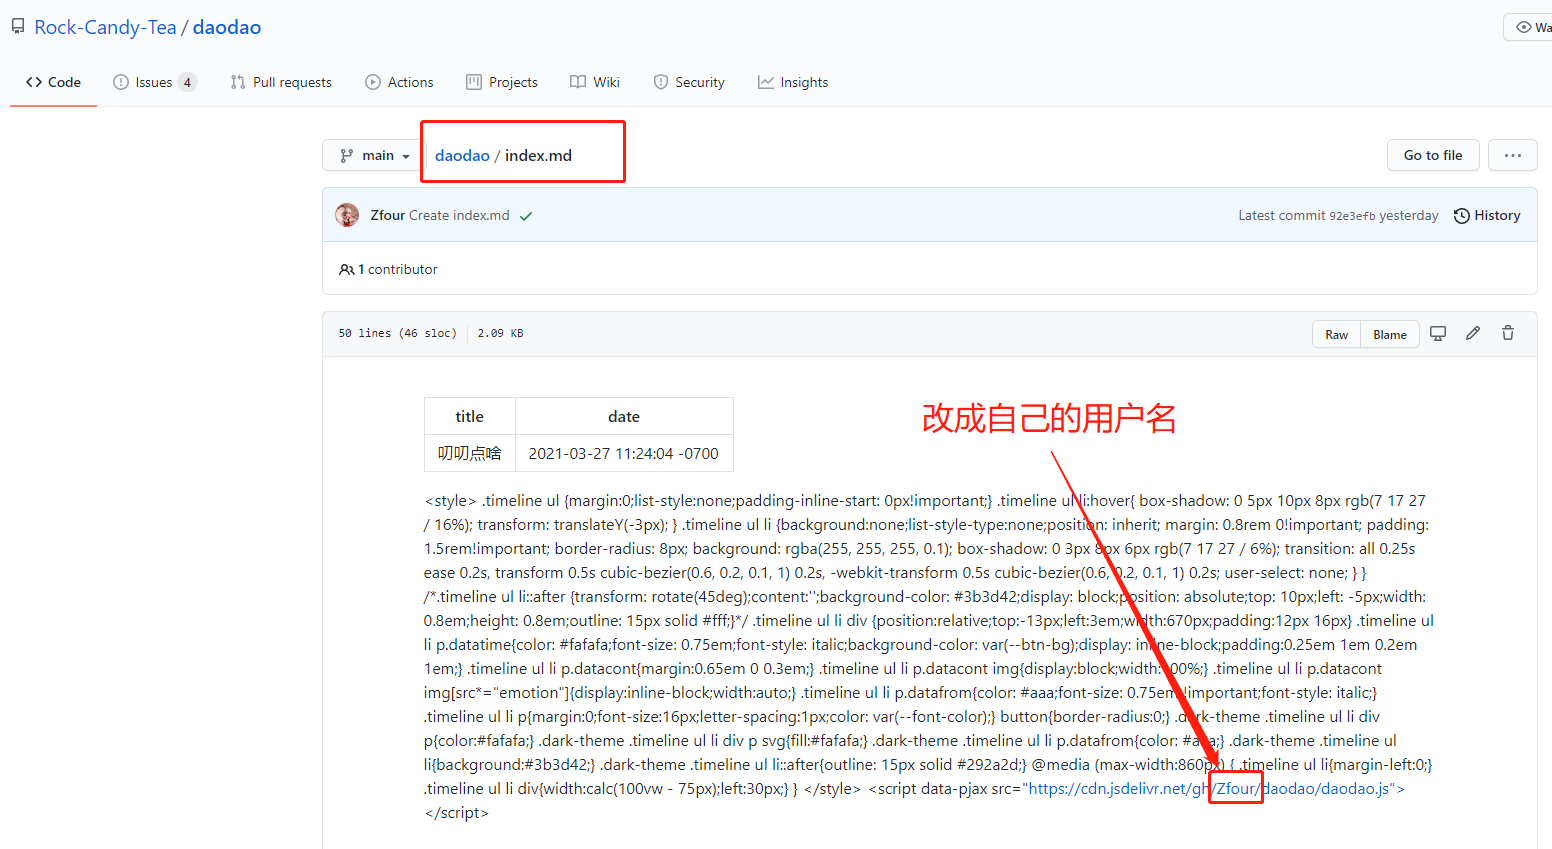 Rock-Candy-Tea / daodao
Wa
Code
Issues 4
Pull requests
Actions
Projects
Wiki
Security
Insights
main
daodao / index.md
Go to file
...
Zfour Create index.md
Latest commit 92e3efb yesterday
History
1 contributor
50 lines (46 sloc)
2.09 KB
Raw
Blame
改成自己的用户名
title date
叨叨点啥 2021-03-27 11:24:04 -0700
<style> .timeline ul {margin:0;list-style:none;padding-inline-start: 0px!important;} .timeline ul li:hover{ box-shadow: 0 5px 10px 8px rgb(7 17 27
/ 16%); transform: translateY(-3px); } .timeline ul li {background:none;list-style-type:none;position: inherit; margin: 0.8rem 0!important; padding:
1.5rem!important; border-radius: 8px; background: rgba(255, 255, 255, 0.1); box-shadow: 0 3px 8px 6px rgb(7 17 27 / 6%); transition: all 0.25s
ease 0.2s, transform 0.5s cubic-bezier(0.6, 0.2, 0.1, 1) 0.2s, -webkit-transform 0.5s cubic-bezier(0.6, 0.2, 0.1, 1) 0.2s; user-select: none; } }
/*.timeline ul li::after {transform: rotate(45deg);content:'';background-color: #3b3d42;display: block;position: absolute;top: 10px;left: -5px;width:
0.8em;height: 0.8em;outline: 15px solid #fff;}*/ .timeline ul li div {position:relative;top:-13px;left:3em;width:670px;padding:12px 16px} .timeline ul
li p.datatime{color: #fafafa;font-size: 0.75em;font-style: italic;background-color: var(--btn-bg);display: inline-block;padding:0.25em 1em 0.2em
1em;} .timeline ul li p.datacont{margin:0.65em 0 0.3em;} .timeline ul li p.datacont img{display:block;width:100%;} .timeline ul li p.datacont
img[src*="emotion"]{display:inline-block;width:auto;} .timeline ul li p.datafrom{color: #aaa;font-size: 0.75em!important;font-style: italic;}
.timeline ul li p{margin:0;font-size:16px;letter-spacing:1px;color: var(--font-color);} button{border-radius:0;} .dark-theme .timeline ul li div
p{color:#fafafa;} .dark-theme .timeline ul li div p svg{fill:#fafafa;} .dark-theme .timeline ul li p.datafrom{color: #aaa;} .dark-theme .timeline ul
li{background:#3b3d42;} .dark-theme .timeline ul li::after{outline: 15px solid #292a2d;} @media (max-width:860px) { .timeline ul li{margin-left:0;}
.timeline ul li div{width:calc(100vw - 75px);left:30px;} } </style> <script data-pjax src="https://cdn.jsdelivr.net/gh/Zfour/daodao/daodao.js">
</script>